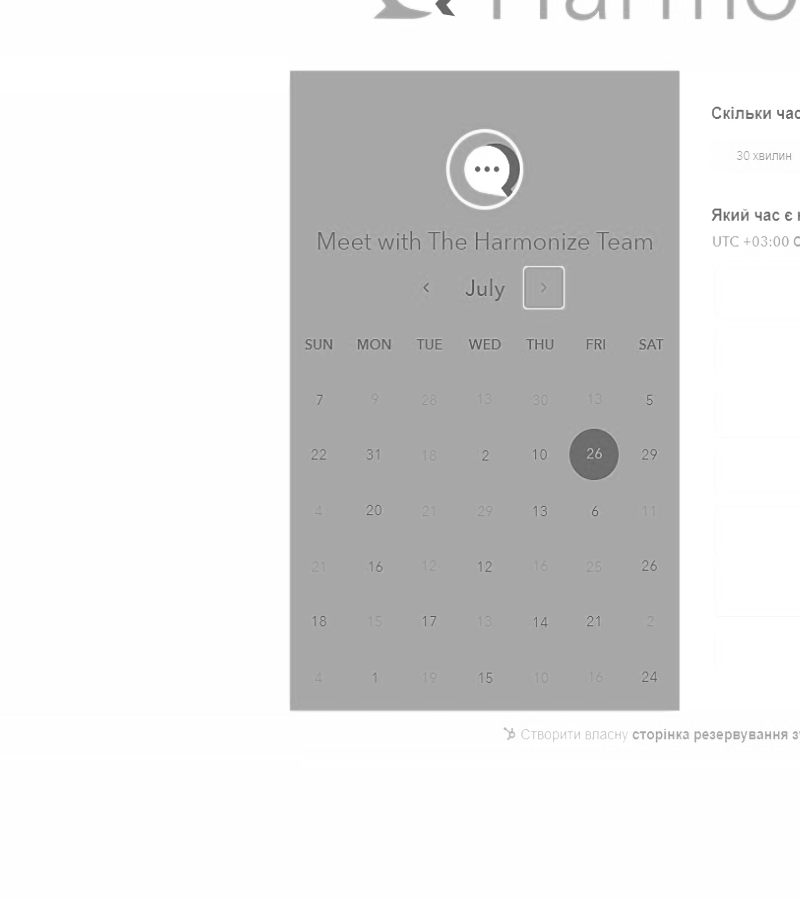 Harmo
Скільки час
30 хвилин
Meet with The Harmonize Team
Який час є
UTC +03:00
July
SUN MON TUE WED THU FRI SAT
7 9 28 13 30 13 5
22 31 18 2 10 26 29
4 20 21 29 13 6 11
21 16 12 12 16 25 26
18 15 17 13 14 21 2
4 1 19 15 10 16 24
Створити власну сторінка резервування